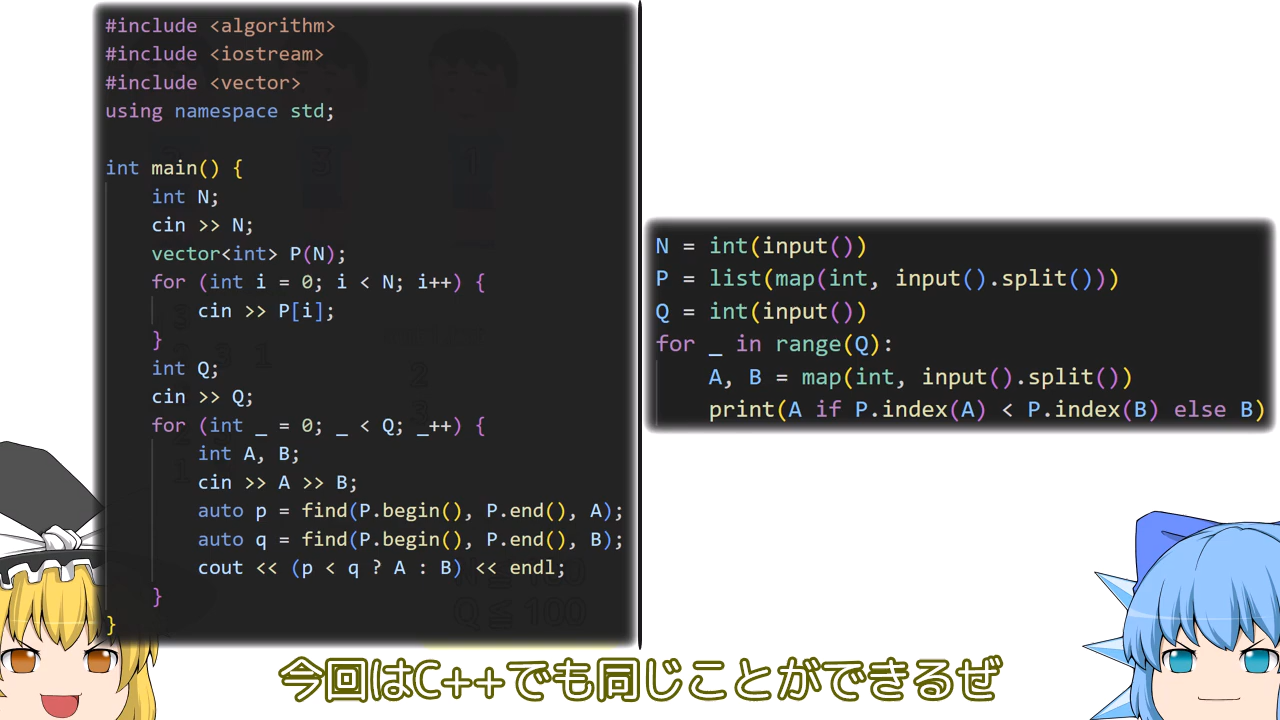 #include <algorithm>
#include <iostream>
#include <vector>
using namespace std;
int main() {
int N;
cin >> N;
vector<int> P(N);
for (int i = 0; i < N; i++) {
cin >> P[i];
}
int Q;
cin >> Q;
for (int _ = 0; _ < Q; _++) {
int A, B;
cin >> A >> B;
auto p = find(P.begin(), P.end(), A);
auto q = find(P.begin(), P.end(), B);
cout << (p < q ? A : B) << endl;
}
}
N = int(input())
P = list(map(int, input().split()))
Q = int(input())
for _ in range(Q):
A, B = map(int, input().split())
print(A if P.index(A) < P.index(B) else B)
今回はC++でも同じことができるぜ